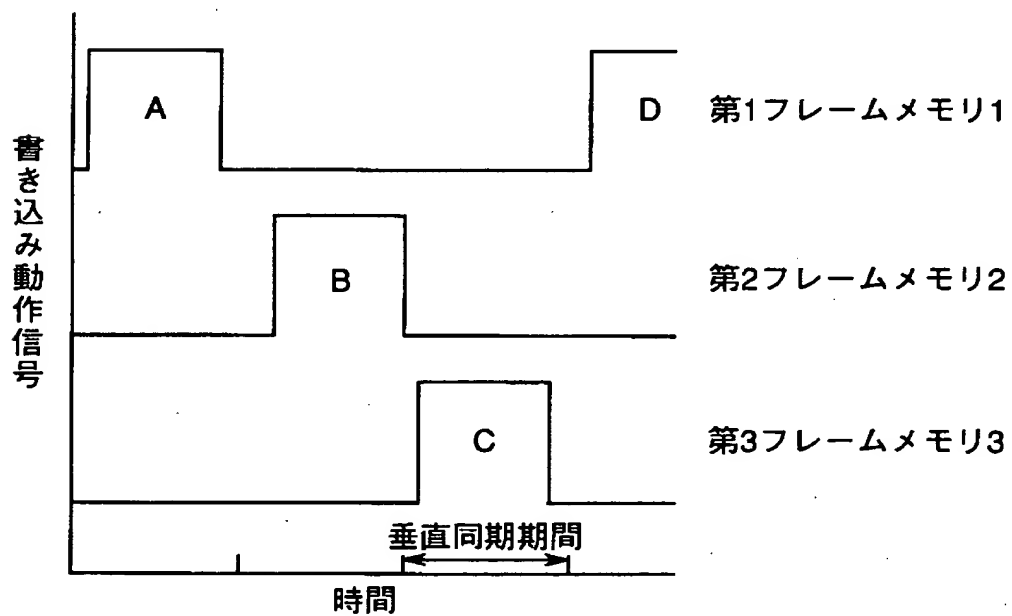 A
D
第1フレームメモリ1
書き込み動作信号
B
第2フレームメモリ2
C
第3フレームメモリ3
垂直同期期間
時間